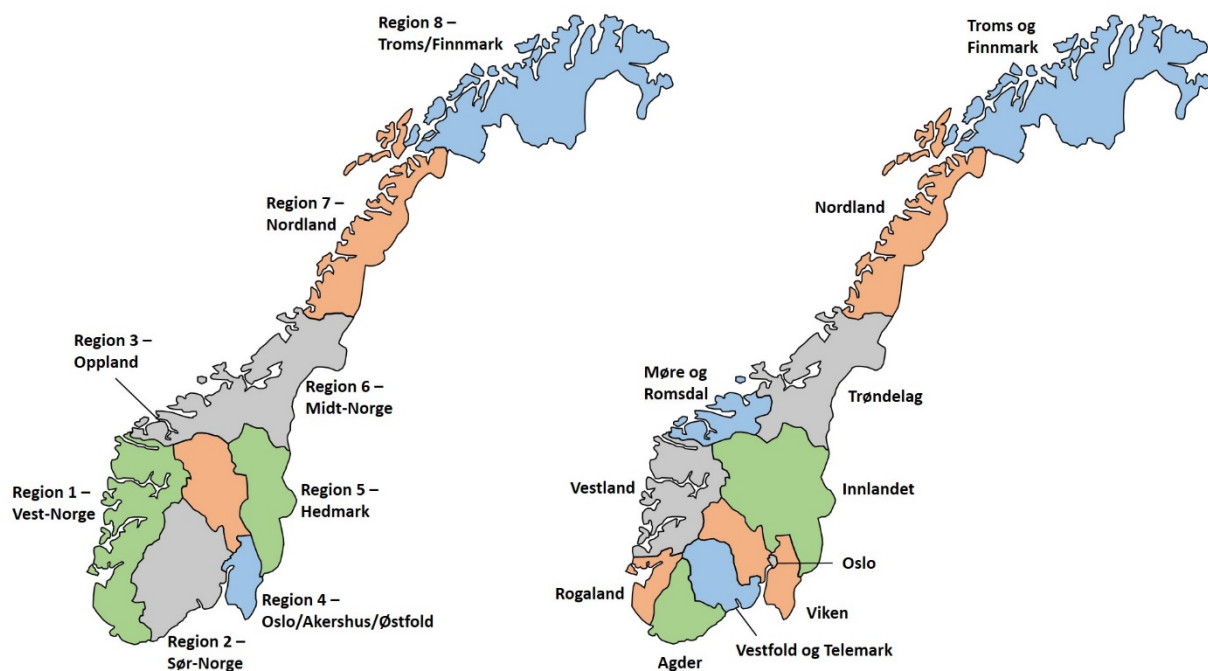 Region 8 –
Troms/Finnmark
Region 7 –
Nordland
Region 3 –
Oppland
Region 6 –
Midt-Norge
Region 1 –
Vest-Norge
Region 5 –
Hedmark
Region 4 –
Oslo/Akershus/Østfold
Region 2 –
Sør-Norge
Troms og
Finnmark
Nordland
Møre og
Romsdal
Trøndelag
Vestland
Innlandet
Oslo
Rogaland
Viken
Vestfold og Telemark
Agder